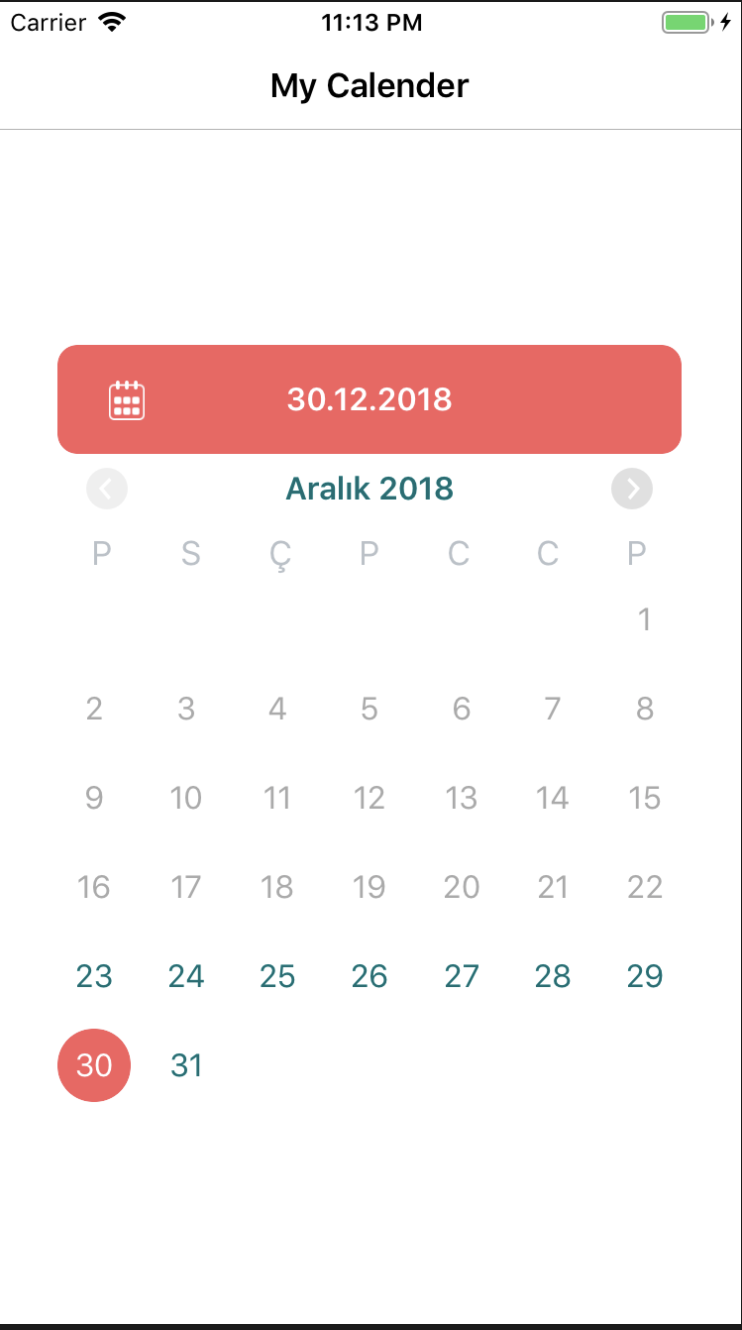 Carrier 11:13 PM
My Calender
30.12.2018
Aralık 2018
P S Ç P C C P
1
2 3 4 5 6 7 8
9 10 11 12 13 14 15
16 17 18 19 20 21 22
23 24 25 26 27 28 29
30 31